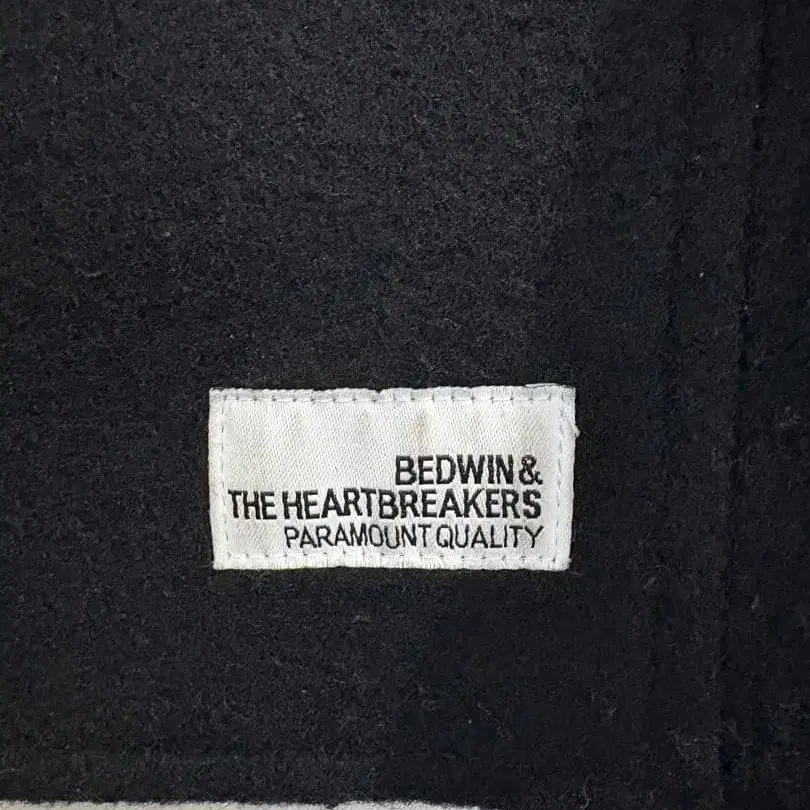 BEDWIN &
THE HEARTBREAKERS
PARAMOUNT QUALITY